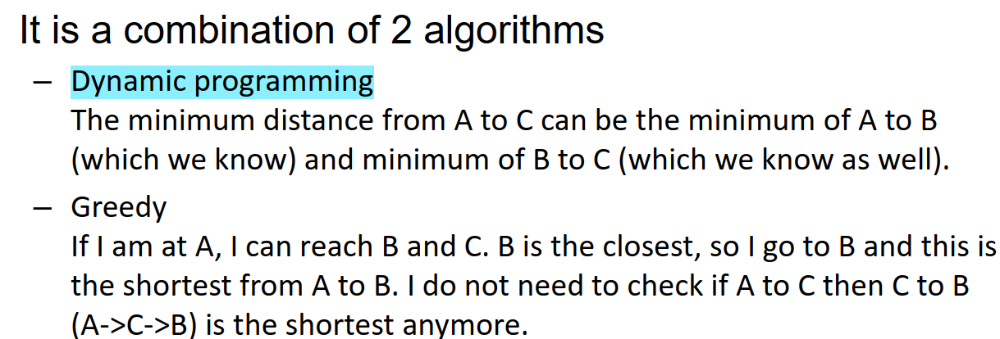 It is a combination of 2 algorithms
– Dynamic programming
The minimum distance from A to C can be the minimum of A to B
(which we know) and minimum of B to C (which we know as well).
– Greedy
If I am at A, I can reach B and C. B is the closest, so I go to B and this is
the shortest from A to B. I do not need to check if A to C then C to B
(A->C->B) is the shortest anymore.